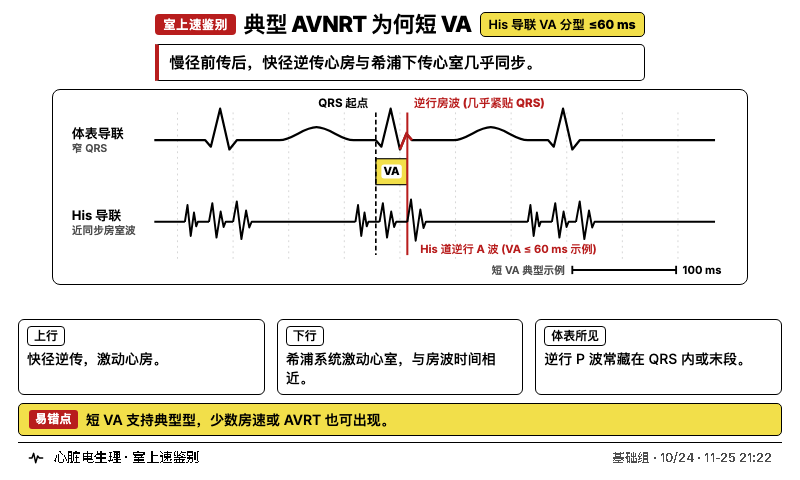 室上速鉴别 典型 AVNRT 为何短 VA His 导联 VA 分型 ≤60 ms
慢径前传后，快径逆传心房与希浦下传心室几乎同步。
QRS 起点 逆行房波 (几乎紧贴 QRS)
体表导联
窄 QRS
VA
His 导联
近同步房室波
His 道逆行 A 波 (VA ≤ 60 ms 示例)
短 VA 典型示例 100 ms
上行
快径逆传，激动心房。
下行
希浦系统激动心室，与房波时间相
近。
体表所见
逆行 P 波常藏在 QRS 内或末段。
易错点 短 VA 支持典型型，少数房速或 AVRT 也可出现。
心脏电生理 · 室上速鉴别 基础组 · 10/24 · 11-25 21:22